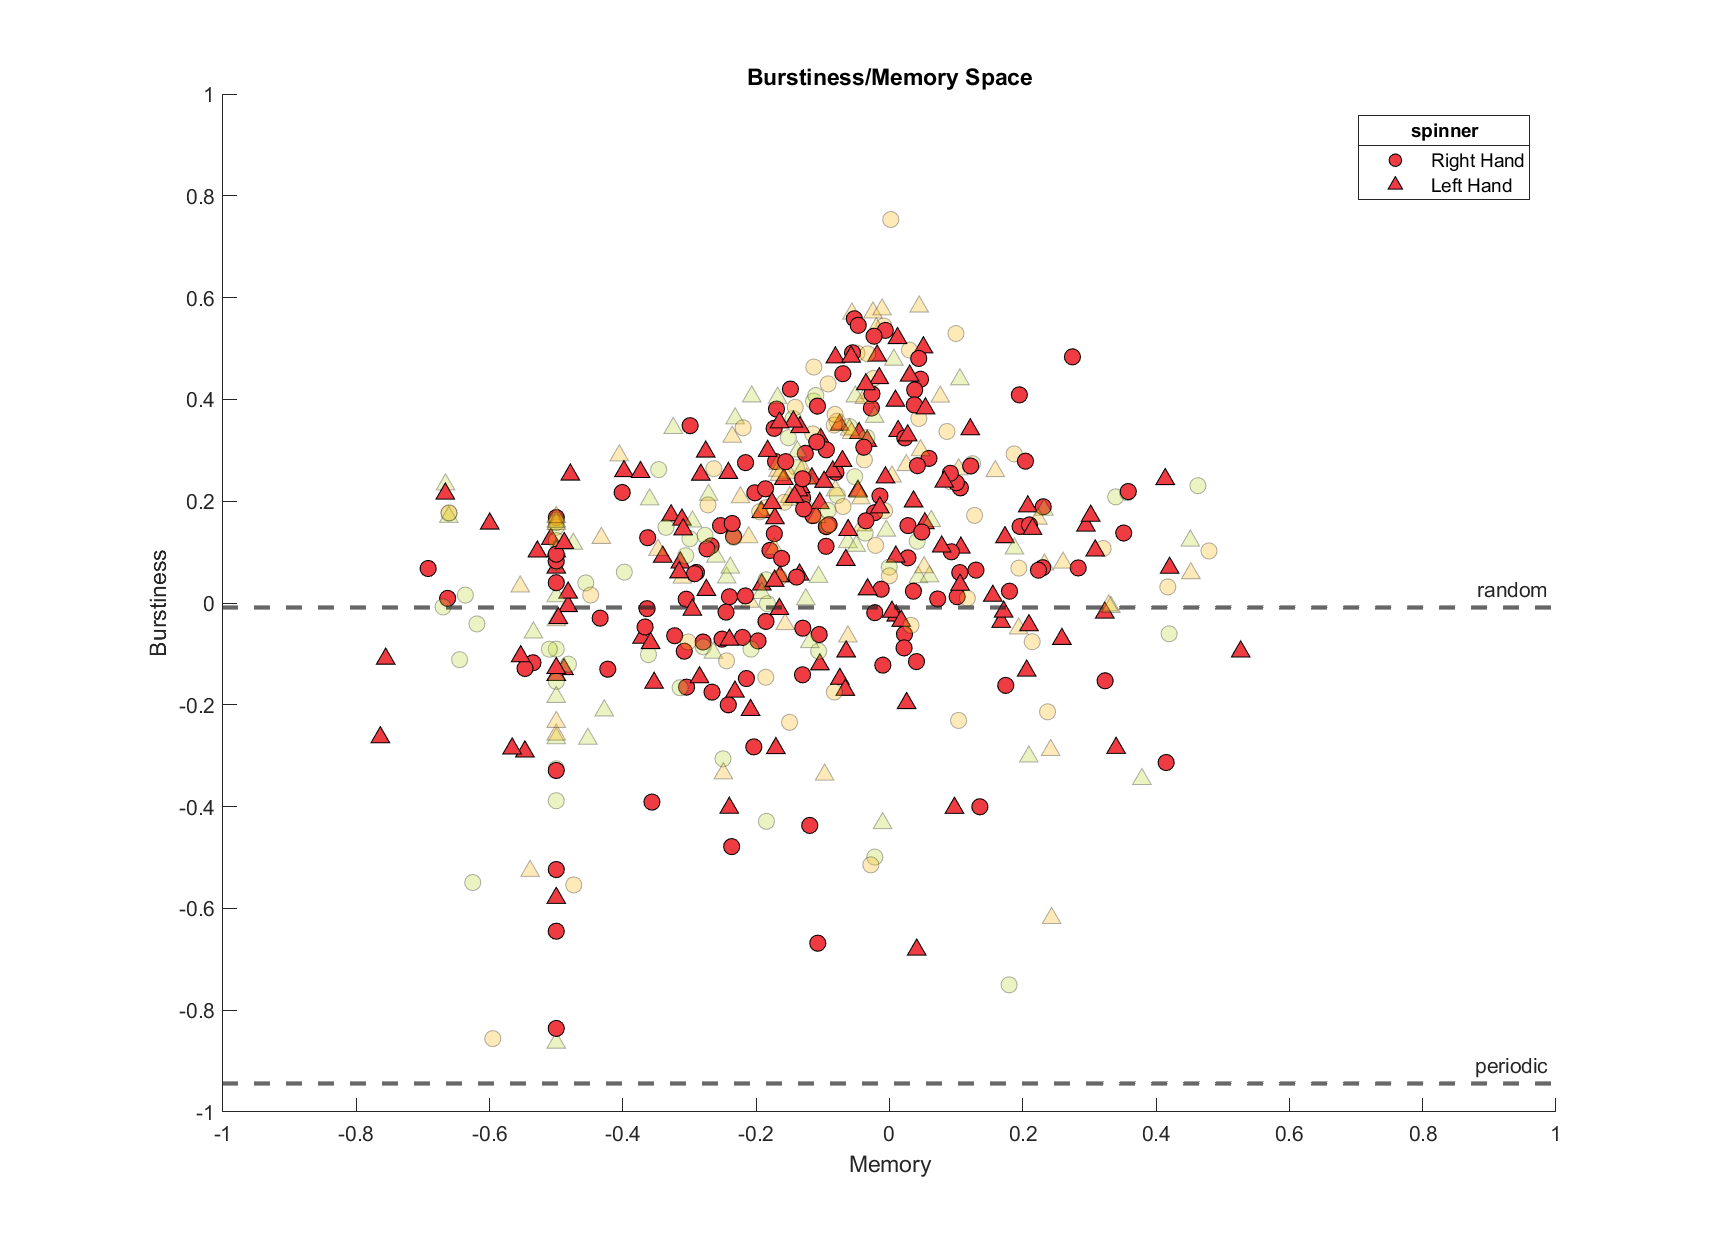 Burstiness/Memory Space
1
0.8
0.6
0.4
0.2
0
-0.2
-0.4
-0.6
-0.8
-1
Burstiness
spinner
Right Hand
Left Hand
random
periodic
-1 -0.8 -0.6 -0.4 -0.2 0 0.2 0.4 0.6 0.8 1
Memory